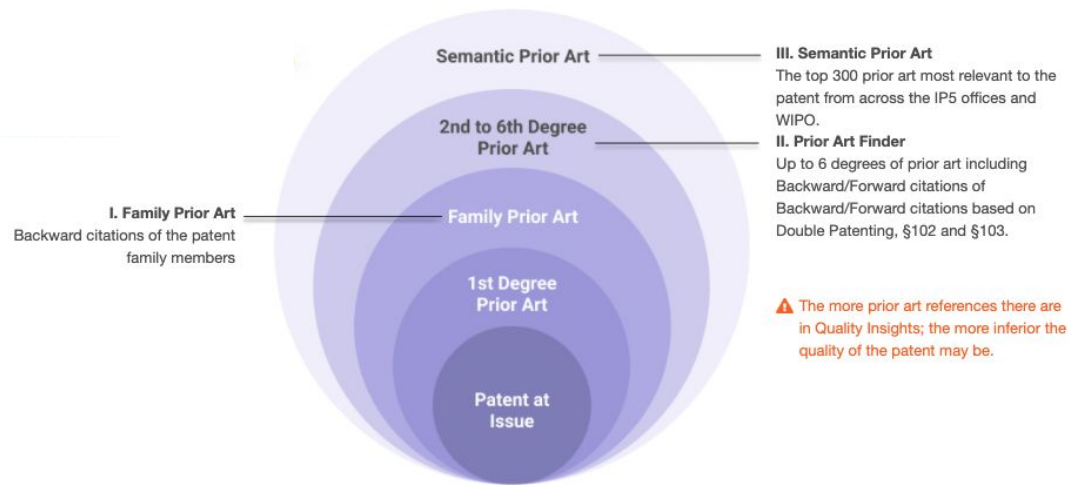 Semantic Prior Art
III. Semantic Prior Art
The top 300 prior art most relevant to the
patent from across the IP5 offices and
WIPO.
2nd to 6th Degree
Prior Art
II. Prior Art Finder
Up to 6 degrees of prior art including
Backward/Forward citations of
Backward/Forward citations based on
Double Patenting, §102 and §103.
I. Family Prior Art
Backward citations of the patent
family members
Family Prior Art
1st Degree
Prior Art
The more prior art references there are
in Quality Insights; the more inferior the
quality of the patent may be.
Patent at
Issue